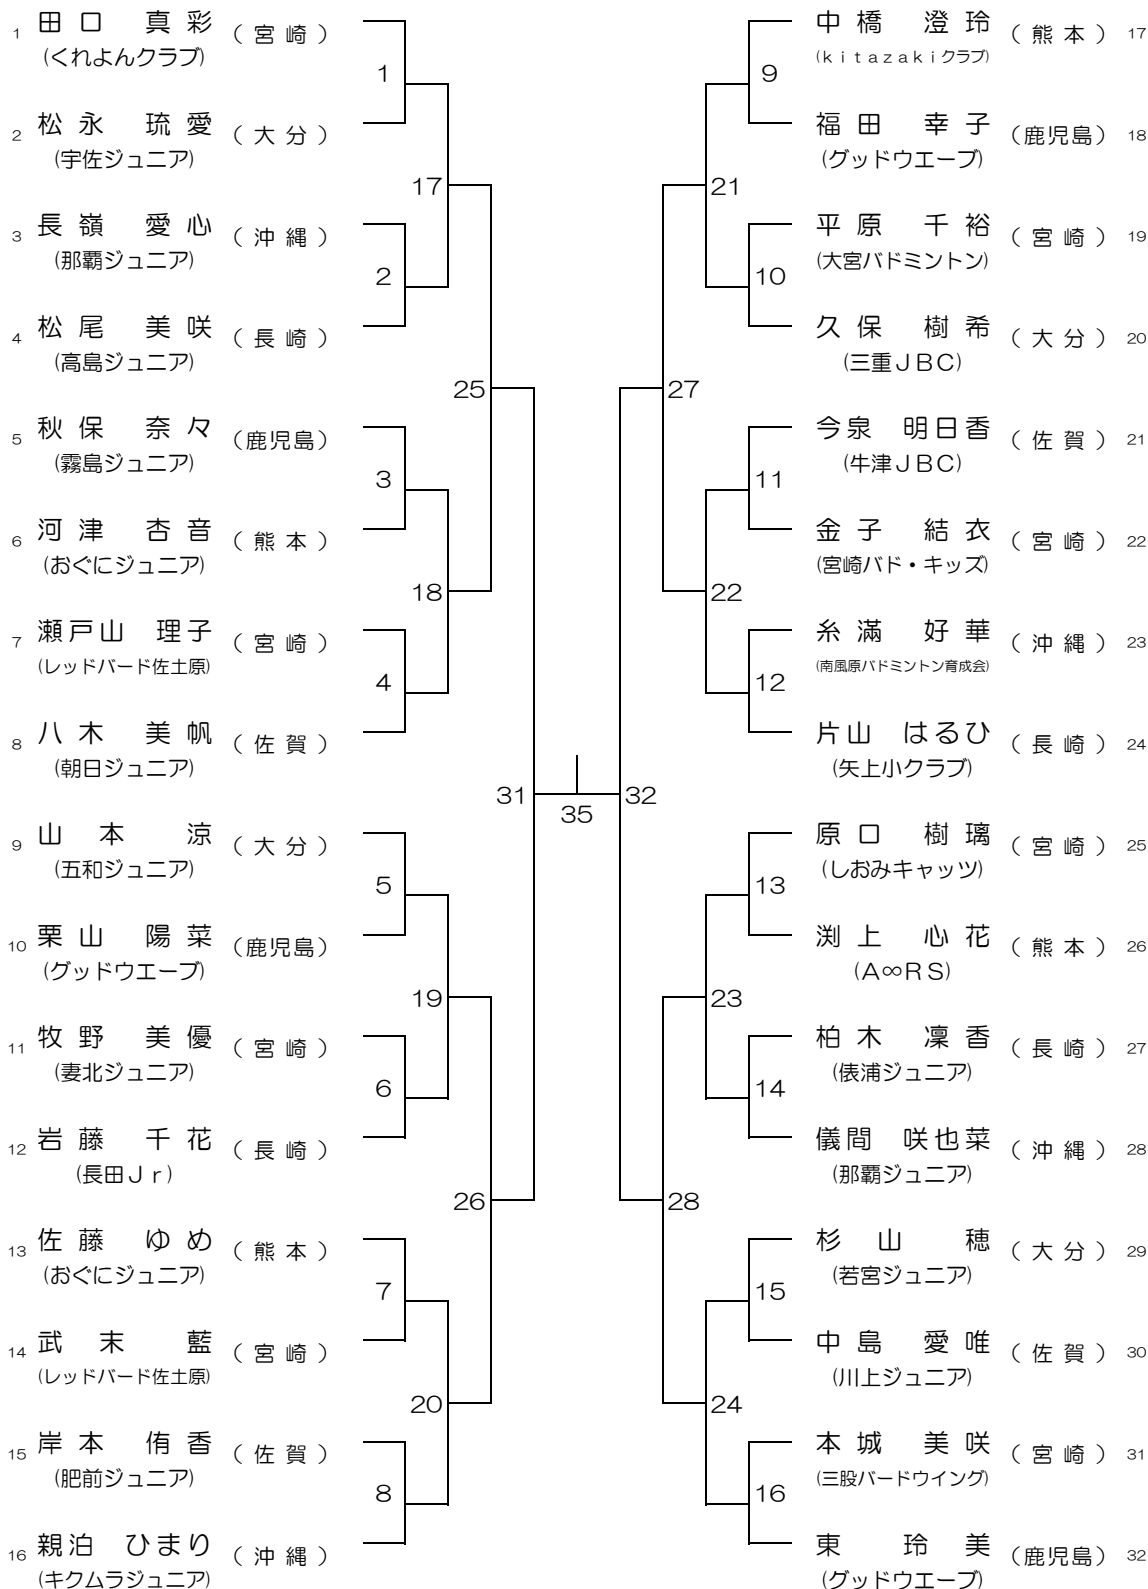 1 田口 真彩 (宮崎)
(くれよんクラブ)
1
2 松永 琉愛 (大分)
(宇佐ジュニア)
17
3 長嶺 愛心 (沖縄)
(那覇ジュニア)
2
4 松尾 美咲 (長崎)
(高島ジュニア)
25
5 秋保 奈々 (鹿児島)
(霧島ジュニア)
3
6 河津 杏音 (熊本)
(おぐにジュニア)
18
7 瀬戸山 理子 (宮崎)
(レッドバード佐土原)
4
8 八木 美帆 (佐賀)
(朝日ジュニア)
31
9 山本 涼 (大分)
(五和ジュニア)
5
10 栗山 陽菜 (鹿児島)
(グッドウエーブ)
19
11 牧野 美優 (宮崎)
(妻北ジュニア)
6
12 岩藤 千花 (長崎)
(長田Jr)
26
13 佐藤 ゆめ (熊本)
(おぐにジュニア)
7
14 武末 藍 (宮崎)
(レッドバード佐土原)
20
15 岸本 侑香 (佐賀)
(肥前ジュニア)
8
16 親泊 ひまり (沖縄)
(キクムラジュニア)
35
中橋 澄玲 (熊本) 17
(kitazakiクラブ)
9
福田 幸子 (鹿児島) 18
(グッドウエーブ)
21
平原 千裕 (宮崎) 19
(大宮バドミントン)
10
久保 樹希 (大分) 20
(三重JBC)
27
今泉 明日香 (佐賀) 21
(牛津JBC)
11
金子 結衣 (宮崎) 22
(宮崎バド・キッズ)
22
糸滿 好華 (沖縄) 23
(南風原バドミントン育成会)
12
片山 はるひ (長崎) 24
(矢上小クラブ)
32
原口 樹璃 (宮崎) 25
(しおみキャッツ)
13
渕上 心花 (熊本) 26
(A∞RS)
23
柏木 凜香 (長崎) 27
(俵浦ジュニア)
14
儀間 咲也菜 (沖縄) 28
(那覇ジュニア)
28
杉山 穂 (大分) 29
(若宮ジュニア)
15
中島 愛唯 (佐賀) 30
(川上ジュニア)
24
本城 美咲 (宮崎) 31
(三股バードウイング)
16
東 玲美 (鹿児島) 32
(グッドウエーブ)